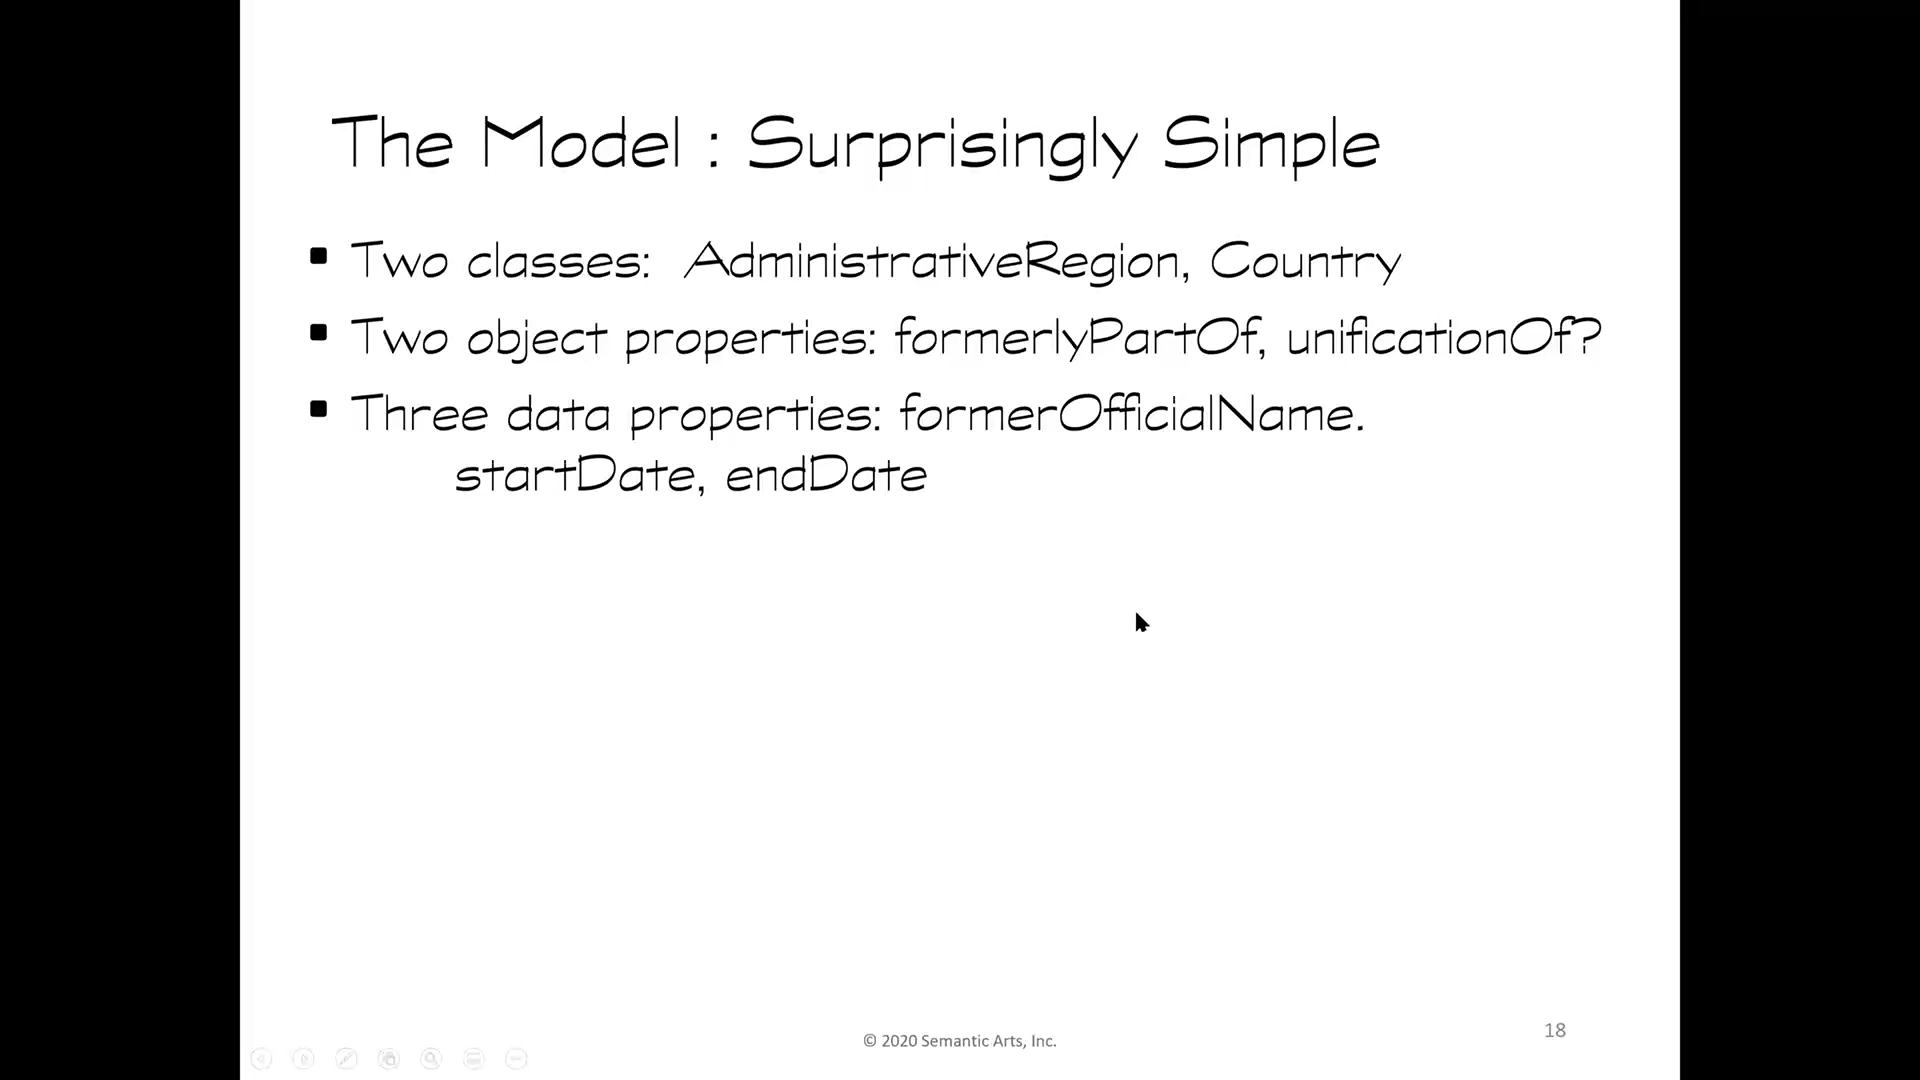 The Model : Surprisingly Simple
▪ Two classes:  AdministrativeRegion, Country
▪ Two object properties: formerlyPartOf, unificationOf?
▪ Three data properties: formerOfficialName.
startDate, endDate
© 2020 Semantic Arts, Inc.
18